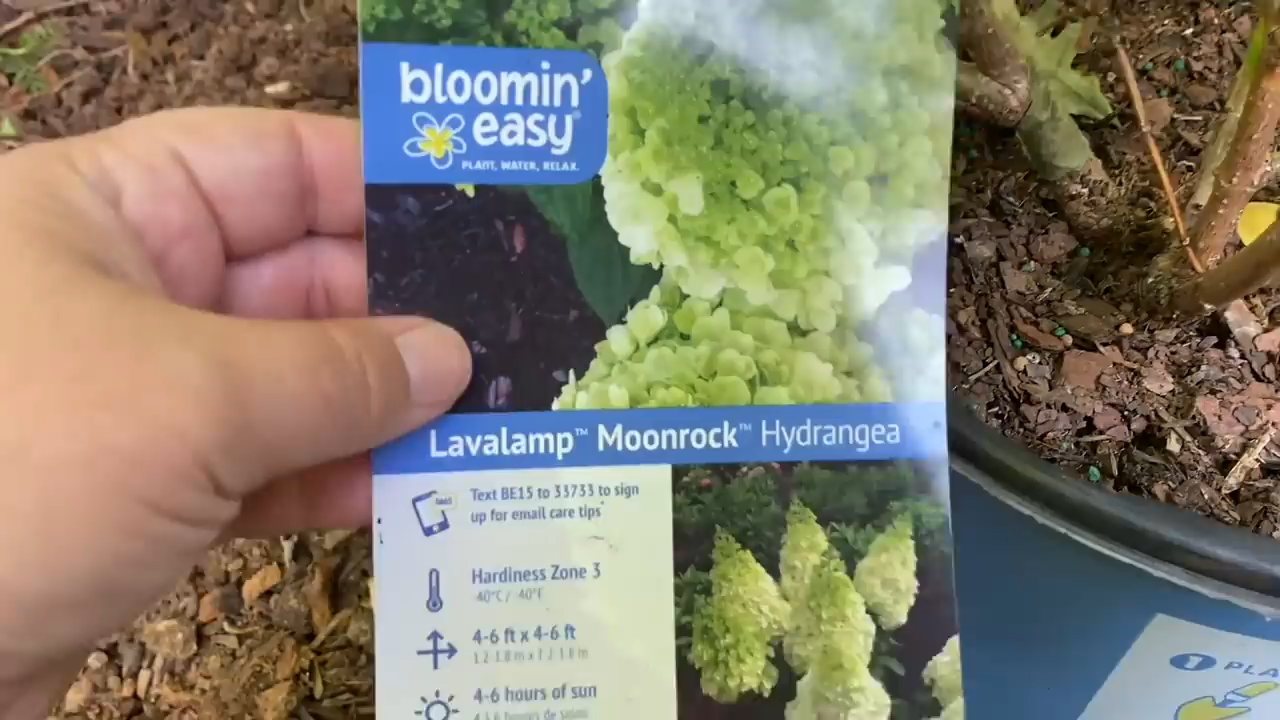 bloomin'
easy®
PLANT, WATER, RELAX.
Lavalamp™ Moonrock™ Hydrangea
Text BE15 to 33733 to sign
up for email care tips*
Hardiness Zone 3
-40°C / -40°F
4-6 ft x 4-6 ft
1.2-1.8 m x 1.2-1.8 m
4-6 hours of sun
1 PLA